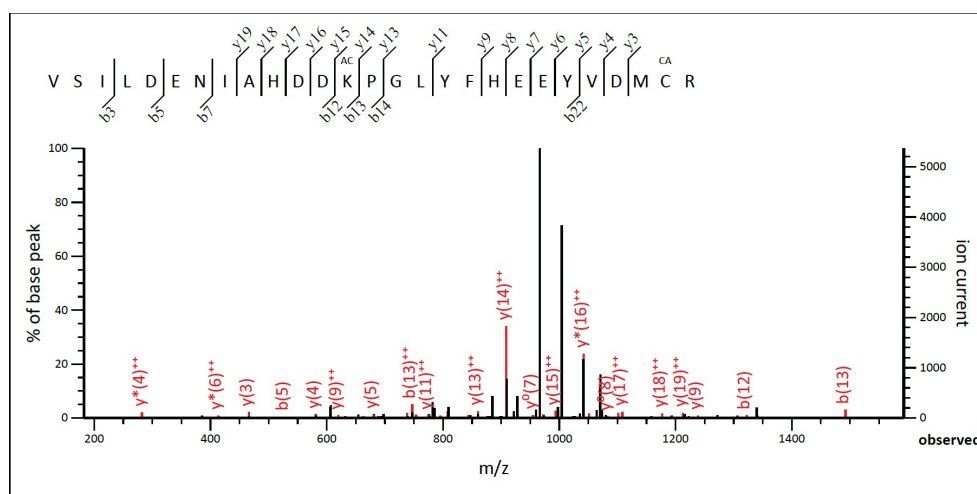 y19 y18 y17 y16 y15 y14 y13 y11 y9 y8 y7 y6 y5 y4 y3
AC CA
V S I L D E N I A H D D K P G L Y F H E E Y V D M C R
b3 b5 b7 b12 b13 b14 b22
100
80
60
40
20
0
% of base peak
5000
4000
3000
2000
1000
0
ion current
y*(4)++
y*(6)++
y(3)
b(5)
y(4)
y(9)++
y(5)
b(13)++
y(11)++
y(13)++
y(14)++
y⁰(7)
y(15)++
y*(16)++
y(8)
y(17)++
y(18)++
y(19)++
y(9)
b(12)
b(13)
200 400 600 800 1000 1200 1400 observed
m/z